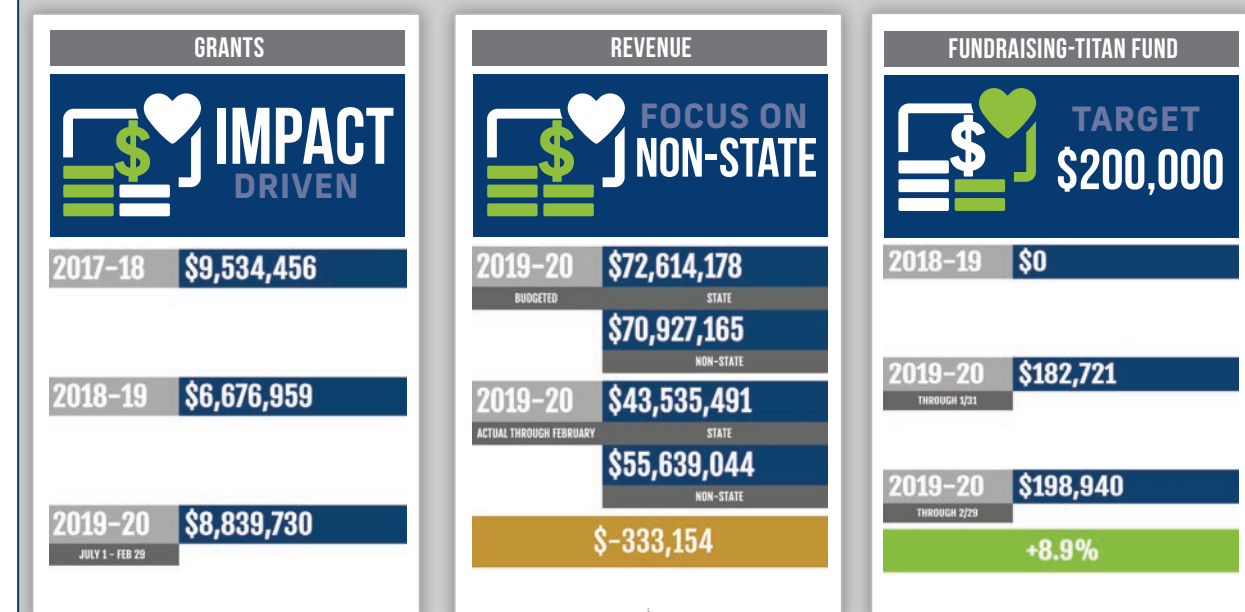 GRANTS
IMPACT
DRIVEN
2017-18 $9,534,456
2018-19 $6,676,959
2019-20 $8,839,730
JULY 1 - FEB 29
REVENUE
FOCUS ON
NON-STATE
2019-20 $72,614,178
BUDGETED STATE
$70,927,165
NON-STATE
2019-20 $43,535,491
ACTUAL THROUGH FEBRUARY STATE
$55,639,044
NON-STATE
$-333,154
FUNDRAISING-TITAN FUND
TARGET
$200,000
2018-19 $0
2019-20 $182,721
THROUGH 1/31
2019-20 $198,940
THROUGH 2/29
+8.9%